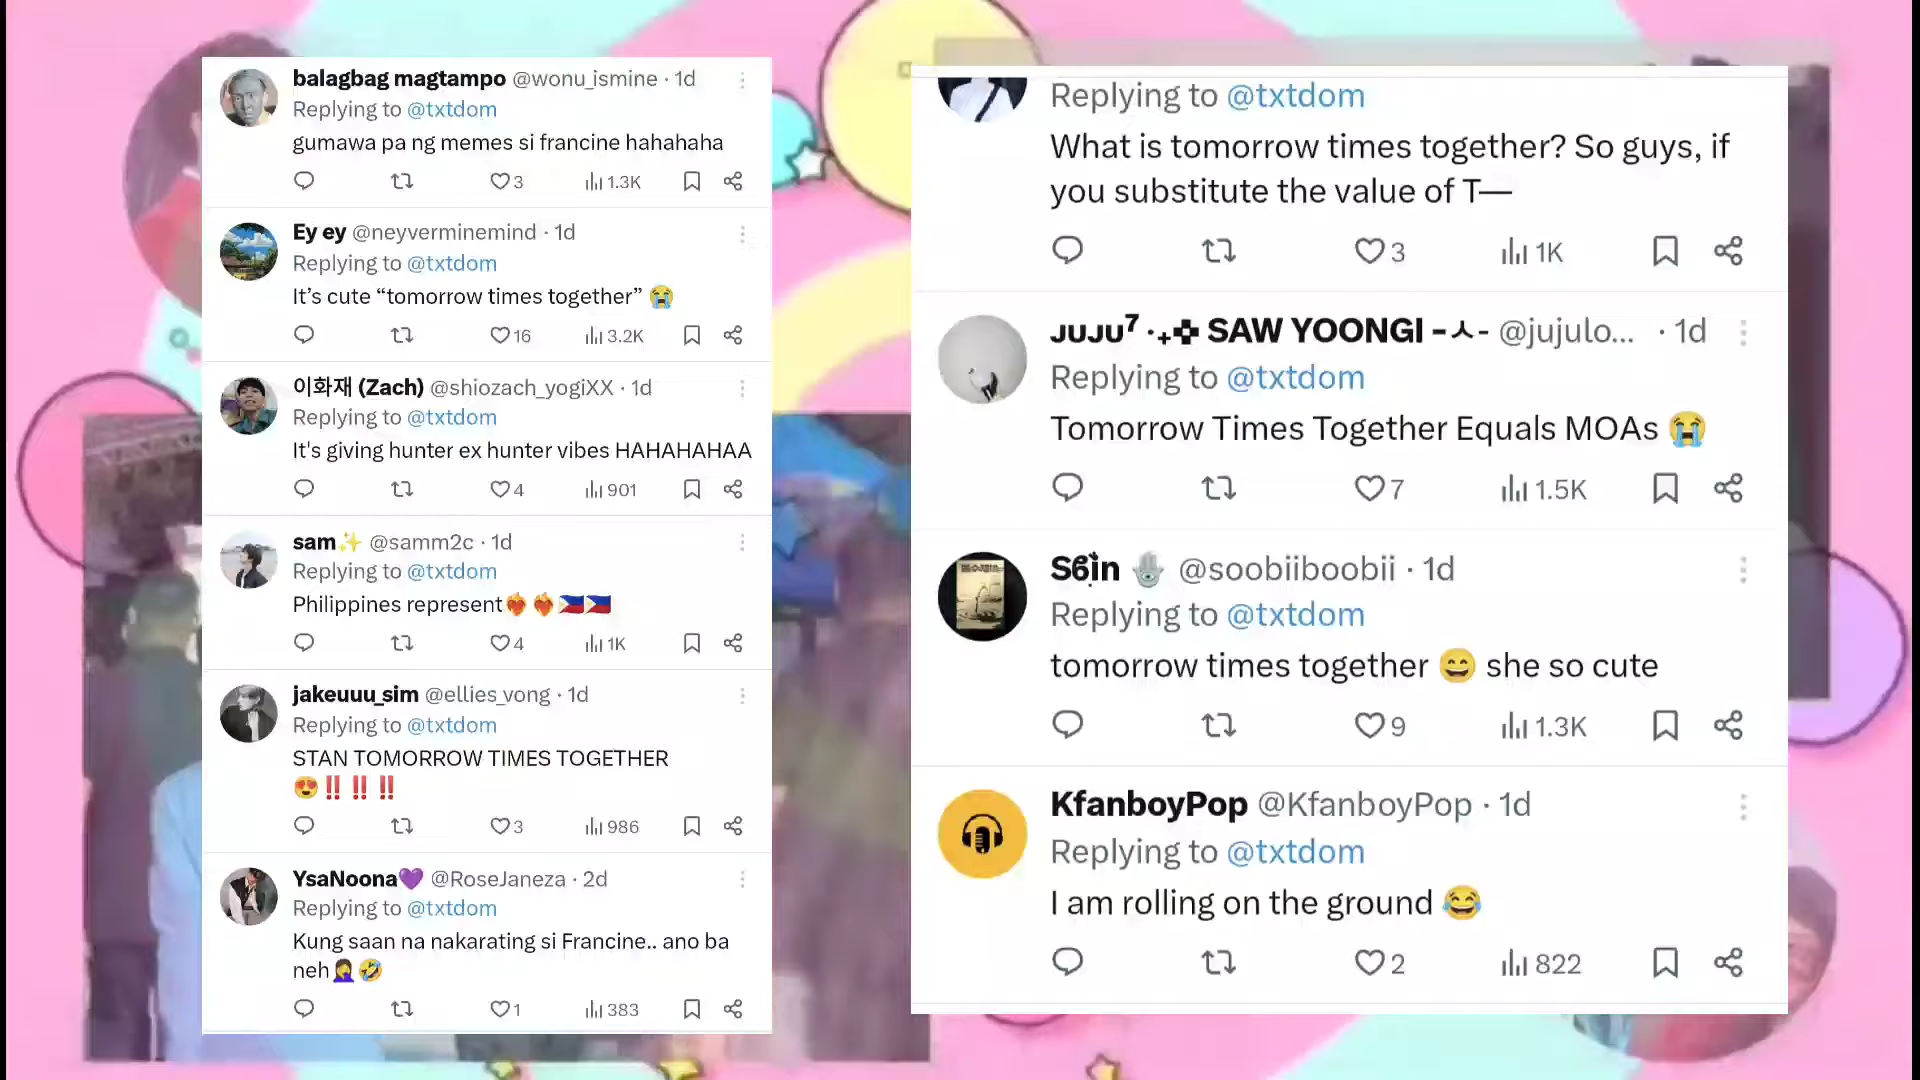 balagbag magtampo @wonu_ismine · 1d
Replying to @txtdom
gumawa pa ng memes si francine hahahaha
3 1.3K
Ey ey @neyverminemind · 1d
Replying to @txtdom
It’s cute “tomorrow times together” 😭
16 3.2K
이화재 (Zach) @shiozach_yogiXX · 1d
Replying to @txtdom
It's giving hunter ex hunter vibes HAHAHAHAA
4 901
sam✨ @samm2c · 1d
Replying to @txtdom
Philippines represent❤️‍🔥 ❤️‍🔥 🇵🇭🇵🇭
4 1K
jakeuuu_sim @ellies_vong · 1d
Replying to @txtdom
STAN TOMORROW TIMES TOGETHER
😍‼️‼️‼️
3 986
YsaNoona💜 @RoseJaneza · 2d
Replying to @txtdom
Kung saan na nakarating si Francine.. ano ba
neh🤦‍♀️🤣
1 383
Replying to @txtdom
What is tomorrow times together? So guys, if
you substitute the value of T—
3 1K
JUJU⁷ SAW YOONGI -ㅅ- @jujulo... · 1d
Replying to @txtdom
Tomorrow Times Together Equals MOAs 😭
7 1.5K
@soobiiboobii · 1d
Replying to @txtdom
tomorrow times together 😄 she so cute
9 1.3K
KfanboyPop @KfanboyPop · 1d
Replying to @txtdom
I am rolling on the ground 😂
2 822